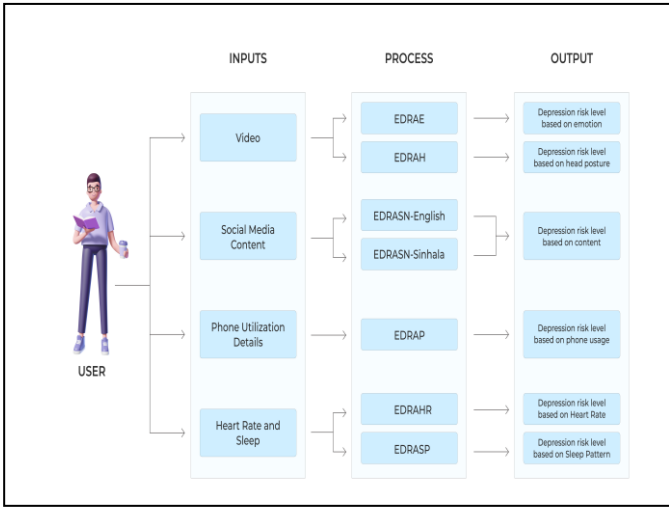 INPUTS
PROCESS
OUTPUT
USER
Video
Social Media
Content
Phone Utilization
Details
Heart Rate and
Sleep
EDRAE
EDRAH
EDRASN-English
EDRASN-Sinhala
EDRAP
EDRAHR
EDRASP
Depression risk level
based on emotion
Depression risk level
based on head posture
Depression risk level
based on content
Depression risk level
based on phone usage
Depression risk level
based on Heart Rate
Depression risk level
based on Sleep Pattern